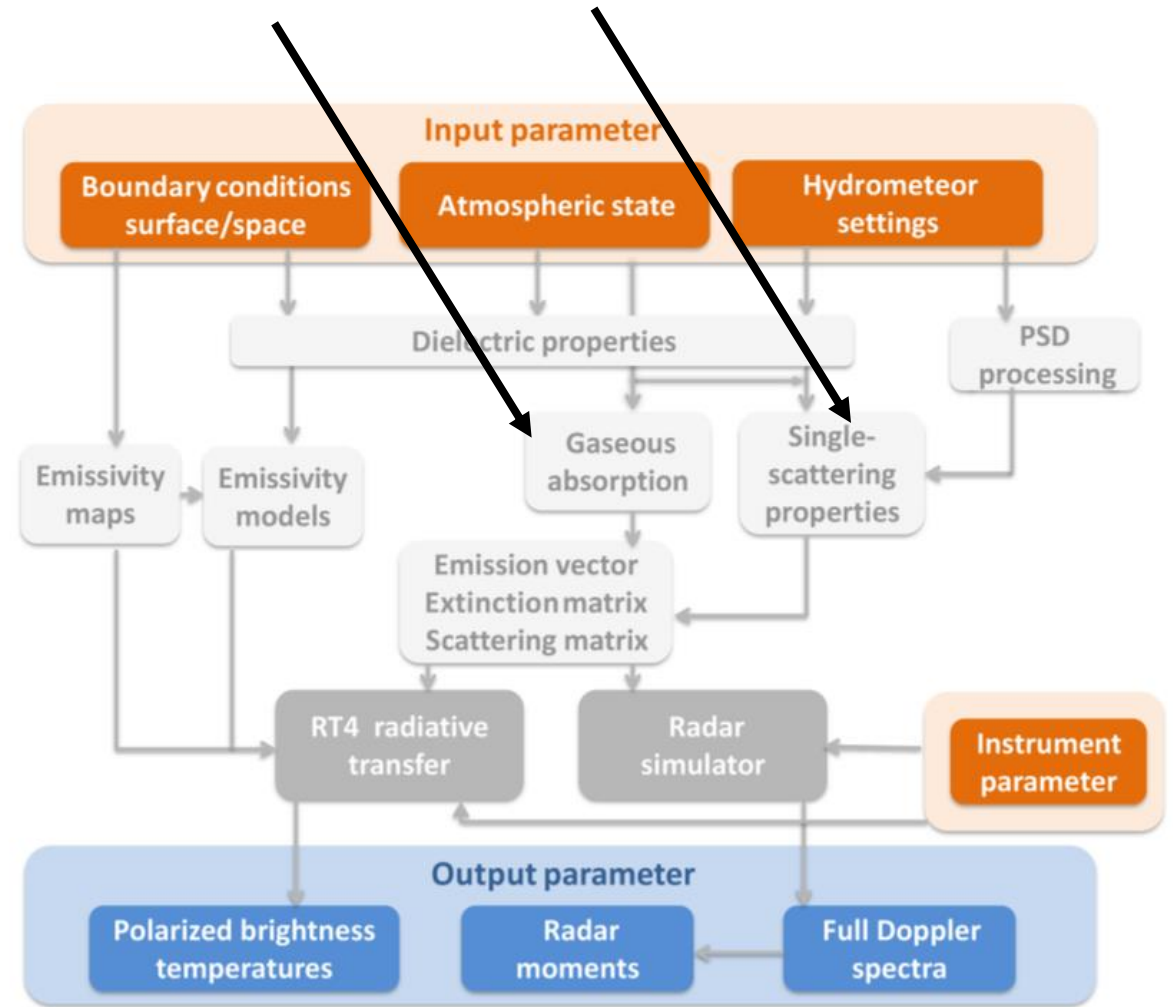 Input parameter
Boundary conditions
surface/space
Atmospheric state
Hydrometeor
settings
Dielectric properties
PSD
processing
Emissivity
maps
Emissivity
models
Gaseous
absorption
Single-
scattering
properties
Emission vector
Extinction matrix
Scattering matrix
RT4 radiative
transfer
Radar
simulator
Instrument
parameter
Output parameter
Polarized brightness
temperatures
Radar
moments
Full Doppler
spectra